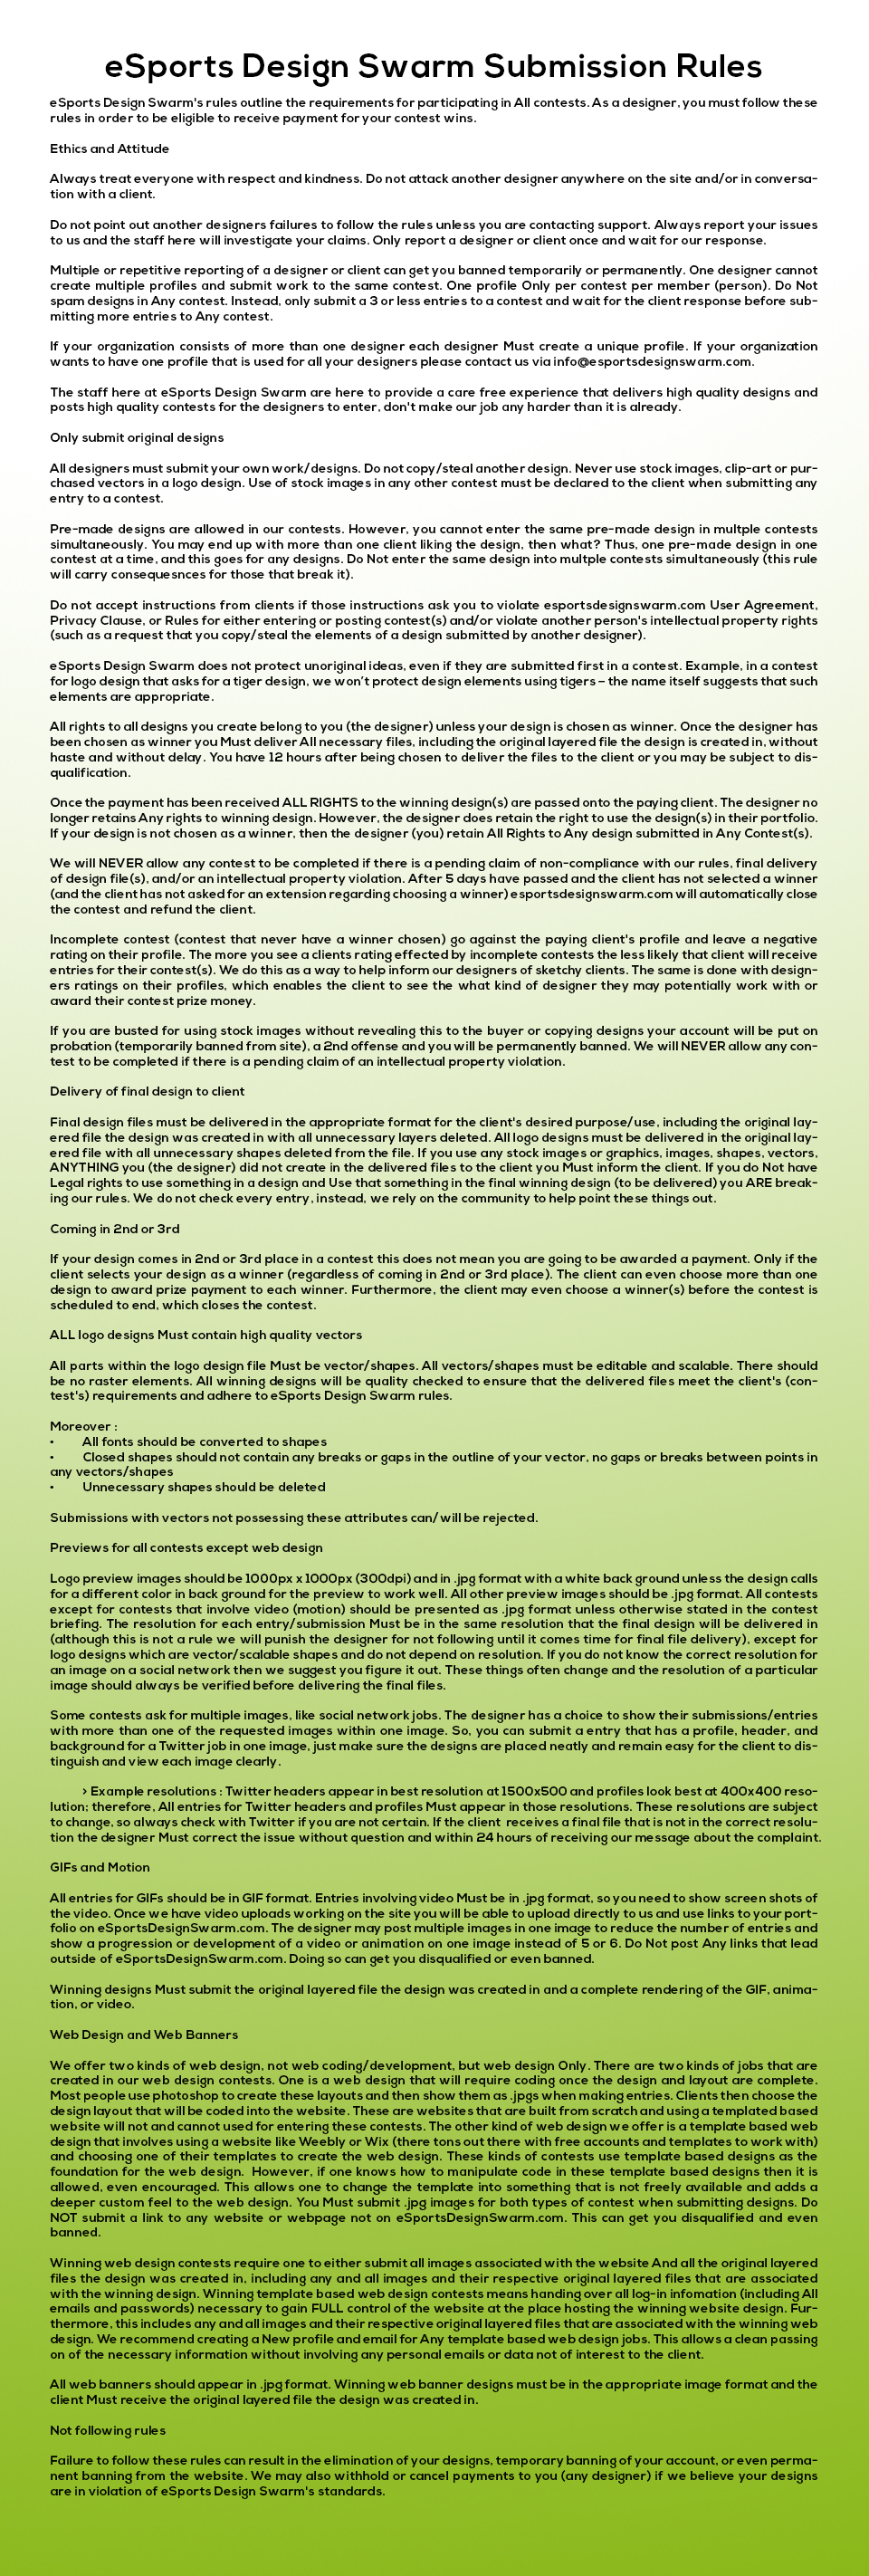 eSports Design Swarm Submission Rules
eSports Design Swarm's rules outline the requirements for participating in All contests. As a designer, you must follow these
rules in order to be eligible to receive payment for your contest wins.
Ethics and Attitude
Always treat everyone with respect and kindness. Do not attack another designer anywhere on the site and/or in conversa-
tion with a client.
Do not point out another designers failures to follow the rules unless you are contacting support. Always report your issues
to us and the staff here will investigate your claims. Only report a designer or client once and wait for our response.
Multiple or repetitive reporting of a designer or client can get you banned temporarily or permanently. One designer cannot
create multiple profiles and submit work to the same contest. One profile Only per contest per member (person). Do Not
spam designs in Any contest. Instead, only submit a 3 or less entries to a contest and wait for the client response before sub-
mitting more entries to Any contest.
If your organization consists of more than one designer each designer Must create a unique profile. If your organization
wants to have one profile that is used for all your designers please contact us via info@esportsdesignswarm.com.
The staff here at eSports Design Swarm are here to provide a care free experience that delivers high quality designs and
posts high quality contests for the designers to enter, don't make our job any harder than it is already.
Only submit original designs
All designers must submit your own work/designs. Do not copy/steal another design. Never use stock images, clip-art or pur-
chased vectors in a logo design. Use of stock images in any other contest must be declared to the client when submitting any
entry to a contest.
Pre-made designs are allowed in our contests. However, you cannot enter the same pre-made design in multple contests
simultaneously. You may end up with more than one client liking the design, then what? Thus, one pre-made design in one
contest at a time, and this goes for any designs. Do Not enter the same design into multple contests simultaneously (this rule
will carry consequesnces for those that break it).
Do not accept instructions from clients if those instructions ask you to violate esportsdesignswarm.com User Agreement,
Privacy Clause, or Rules for either entering or posting contest(s) and/or violate another person's intellectual property rights
(such as a request that you copy/steal the elements of a design submitted by another designer).
eSports Design Swarm does not protect unoriginal ideas, even if they are submitted first in a contest. Example, in a contest
for logo design that asks for a tiger design, we won't protect design elements using tigers – the name itself suggests that such
elements are appropriate.
All rights to all designs you create belong to you (the designer) unless your design is chosen as winner. Once the designer has
been chosen as winner you Must deliver All necessary files, including the original layered file the design is created in, without
haste and without delay. You have 12 hours after being chosen to deliver the files to the client or you may be subject to dis-
qualification.
Once the payment has been received ALL RIGHTS to the winning design(s) are passed onto the paying client. The designer no
longer retains Any rights to winning design. However, the designer does retain the right to use the design(s) in their portfolio.
If your design is not chosen as a winner, then the designer (you) retain All Rights to Any design submitted in Any Contest(s).
We will NEVER allow any contest to be completed if there is a pending claim of non-compliance with our rules, final delivery
of design file(s), and/or an intellectual property violation. After 5 days have passed and the client has not selected a winner
(and the client has not asked for an extension regarding choosing a winner) esportsdesignswarm.com will automatically close
the contest and refund the client.
Incomplete contest (contest that never have a winner chosen) go against the paying client's profile and leave a negative
rating on their profile. The more you see a clients rating effected by incomplete contests the less likely that client will receive
entries for their contest(s). We do this as a way to help inform our designers of sketchy clients. The same is done with design-
ers ratings on their profiles, which enables the client to see the what kind of designer they may potentially work with or
award their contest prize money.
If you are busted for using stock images without revealing this to the buyer or copying designs your account will be put on
probation (temporarily banned from site), a 2nd offense and you will be permanently banned. We will NEVER allow any con-
test to be completed if there is a pending claim of an intellectual property violation.
Delivery of final design to client
Final design files must be delivered in the appropriate format for the client's desired purpose/use, including the original lay-
ered file the design was created in with all unnecessary layers deleted. All logo designs must be delivered in the original lay-
ered file with all unnecessary shapes deleted from the file. If you use any stock images or graphics, images, shapes, vectors,
ANYTHING you (the designer) did not create in the delivered files to the client you Must inform the client. If you do Not have
Legal rights to use something in a design and Use that something in the final winning design (to be delivered) you ARE break-
ing our rules. We do not check every entry, instead, we rely on the community to help point these things out.
Coming in 2nd or 3rd
If your design comes in 2nd or 3rd place in a contest this does not mean you are going to be awarded a payment. Only if the
client selects your design as a winner (regardless of coming in 2nd or 3rd place). The client can even choose more than one
design to award prize payment to each winner. Furthermore, the client may even choose a winner(s) before the contest is
scheduled to end, which closes the contest.
ALL logo designs Must contain high quality vectors
All parts within the logo design file Must be vector/shapes. All vectors/shapes must be editable and scalable. There should
be no raster elements. All winning designs will be quality checked to ensure that the delivered files meet the client's (con-
test's) requirements and adhere to eSports Design Swarm rules.
Moreover :
• All fonts should be converted to shapes
• Closed shapes should not contain any breaks or gaps in the outline of your vector, no gaps or breaks between points in
any vectors/shapes
• Unnecessary shapes should be deleted
Submissions with vectors not possessing these attributes can/will be rejected.
Previews for all contests except web design
Logo preview images should be 1000px x 1000px (300dpi) and in .jpg format with a white back ground unless the design calls
for a different color in back ground for the preview to work well. All other preview images should be .jpg format. All contests
except for contests that involve video (motion) should be presented as .jpg format unless otherwise stated in the contest
briefing. The resolution for each entry/submission Must be in the same resolution that the final design will be delivered in
(although this is not a rule we will punish the designer for not following until it comes time for final file delivery), except for
logo designs which are vector/scalable shapes and do not depend on resolution. If you do not know the correct resolution for
an image on a social network then we suggest you figure it out. These things often change and the resolution of a particular
image should always be verified before delivering the final files.
Some contests ask for multiple images, like social network jobs. The designer has a choice to show their submissions/entries
with more than one of the requested images within one image. So, you can submit a entry that has a profile, header, and
background for a Twitter job in one image, just make sure the designs are placed neatly and remain easy for the client to dis-
tinguish and view each image clearly.
> Example resolutions : Twitter headers appear in best resolution at 1500x500 and profiles look best at 400x400 reso-
lution; therefore, All entries for Twitter headers and profiles Must appear in those resolutions. These resolutions are subject
to change, so always check with Twitter if you are not certain. If the client receives a final file that is not in the correct resolu-
tion the designer Must correct the issue without question and within 24 hours of receiving our message about the complaint.
GIFs and Motion
All entries for GIFs should be in GIF format. Entries involving video Must be in .jpg format, so you need to show screen shots of
the video. Once we have video uploads working on the site you will be able to upload directly to us and use links to your port-
folio on eSportsDesignSwarm.com. The designer may post multiple images in one image to reduce the number of entries and
show a progression or development of a video or animation on one image instead of 5 or 6. Do Not post Any links that lead
outside of eSportsDesignSwarm.com. Doing so can get you disqualified or even banned.
Winning designs Must submit the original layered file the design was created in and a complete rendering of the GIF, anima-
tion, or video.
Web Design and Web Banners
We offer two kinds of web design, not web coding/development, but web design Only. There are two kinds of jobs that are
created in our web design contests. One is a web design that will require coding once the design and layout are complete.
Most people use photoshop to create these layouts and then show them as .jpgs when making entries. Clients then choose the
design layout that will be coded into the website. These are websites that are built from scratch and using a templated based
website will not and cannot used for entering these contests. The other kind of web design we offer is a template based web
design that involves using a website like Weebly or Wix (there tons out there with free accounts and templates to work with)
and choosing one of their templates to create the web design. These kinds of contests use template based designs as the
foundation for the web design. However, if one knows how to manipulate code in these template based designs then it is
allowed, even encouraged. This allows one to change the template into something that is not freely available and adds a
deeper custom feel to the web design. You Must submit .jpg images for both types of contest when submitting designs. Do
NOT submit a link to any website or webpage not on eSportsDesignSwarm.com. This can get you disqualified and even
banned.
Winning web design contests require one to either submit all images associated with the website And all the original layered
files the design was created in, including any and all images and their respective original layered files that are associated
with the winning design. Winning template based web design contests means handing over all log-in infomation (including All
emails and passwords) necessary to gain FULL control of the website at the place hosting the winning website design. Fur-
thermore, this includes any and all images and their respective original layered files that are associated with the winning web
design. We recommend creating a New profile and email for Any template based web design jobs. This allows a clean passing
on of the necessary information without involving any personal emails or data not of interest to the client.
All web banners should appear in .jpg format. Winning web banner designs must be in the appropriate image format and the
client Must receive the original layered file the design was created in.
Not following rules
Failure to follow these rules can result in the elimination of your designs, temporary banning of your account, or even perma-
nent banning from the website. We may also withhold or cancel payments to you (any designer) if we believe your designs
are in violation of eSports Design Swarm's standards.